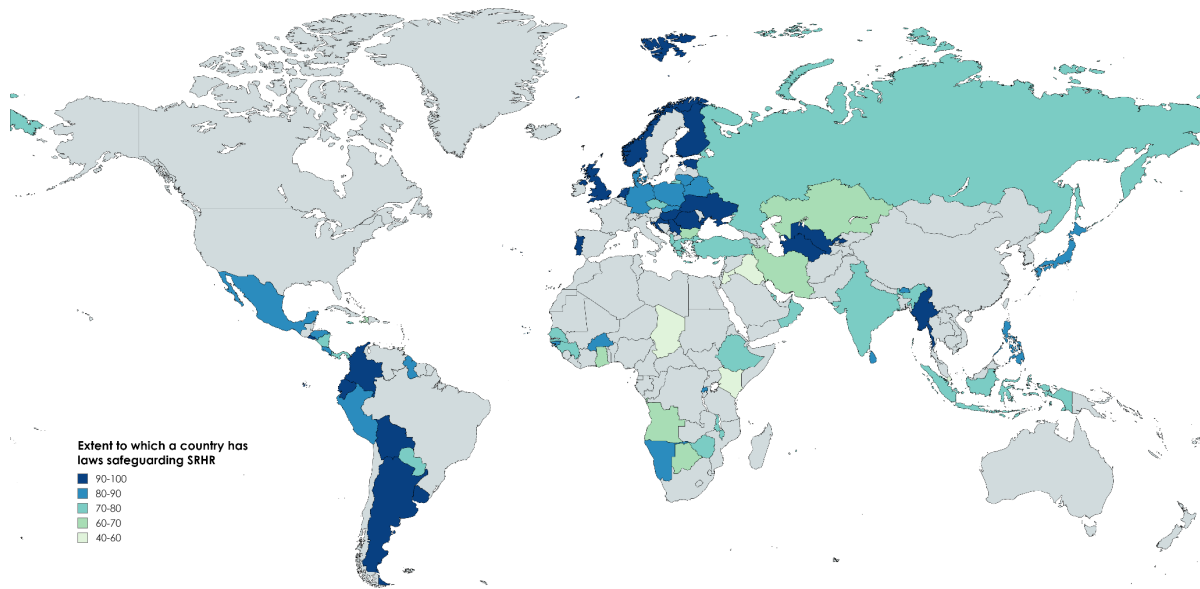 Extent to which a country has
laws safeguarding SRHR
90-100
80-90
70-80
60-70
40-60